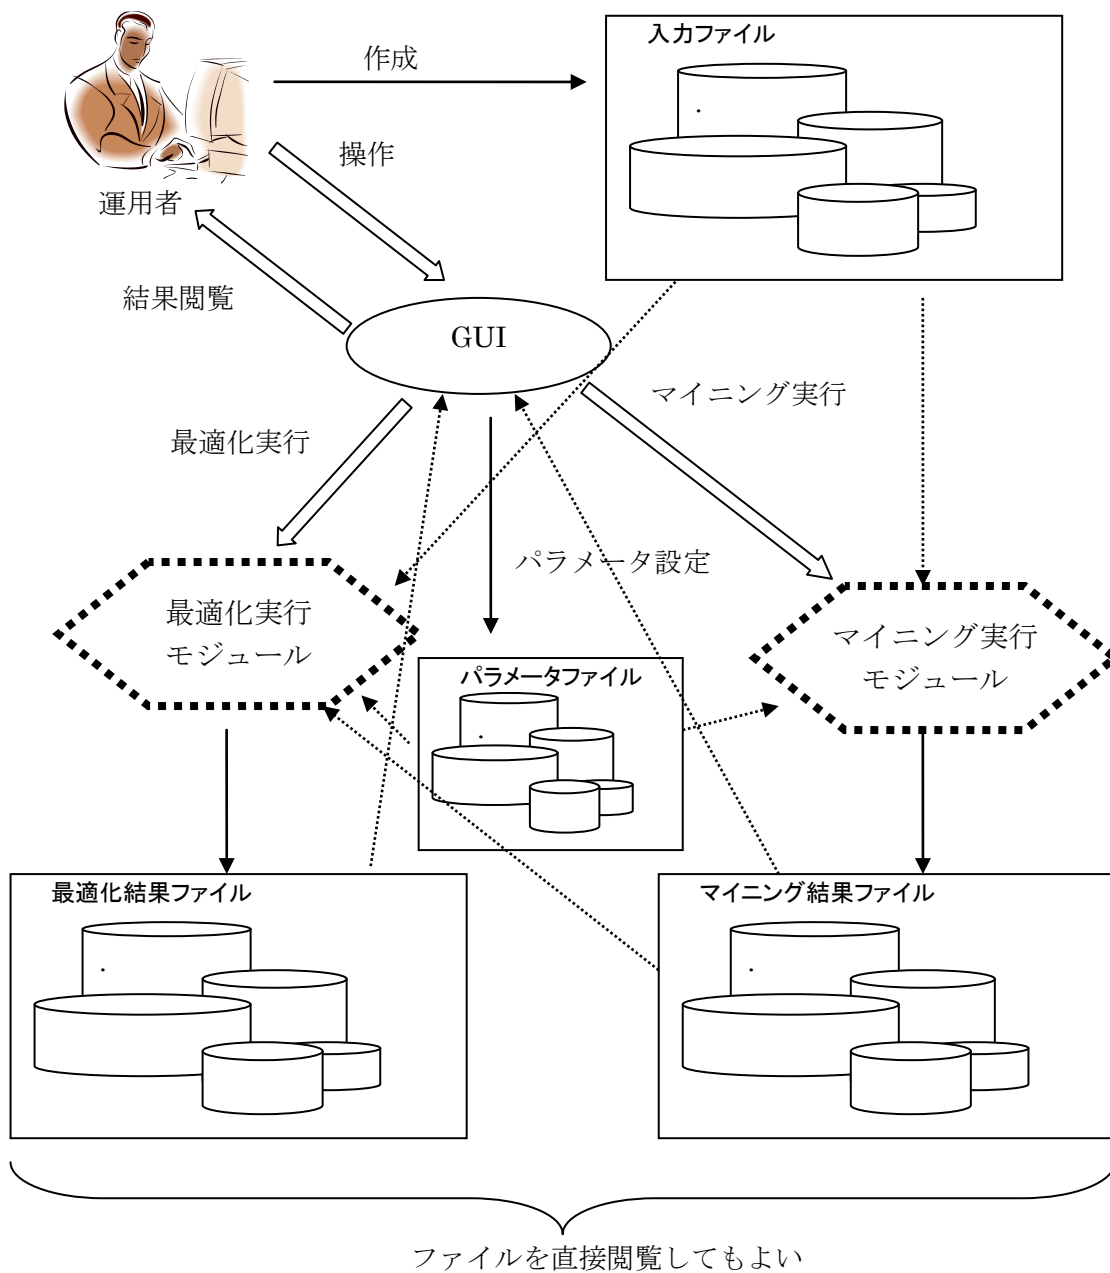 入力ファイル
作成
操作
運用者
結果閲覧
GUI
マイニング実行
最適化実行
パラメータ設定
最適化実行
モジュール
マイニング実行
モジュール
パラメータファイル
最適化結果ファイル
マイニング結果ファイル
ファイルを直接閲覧してもよい